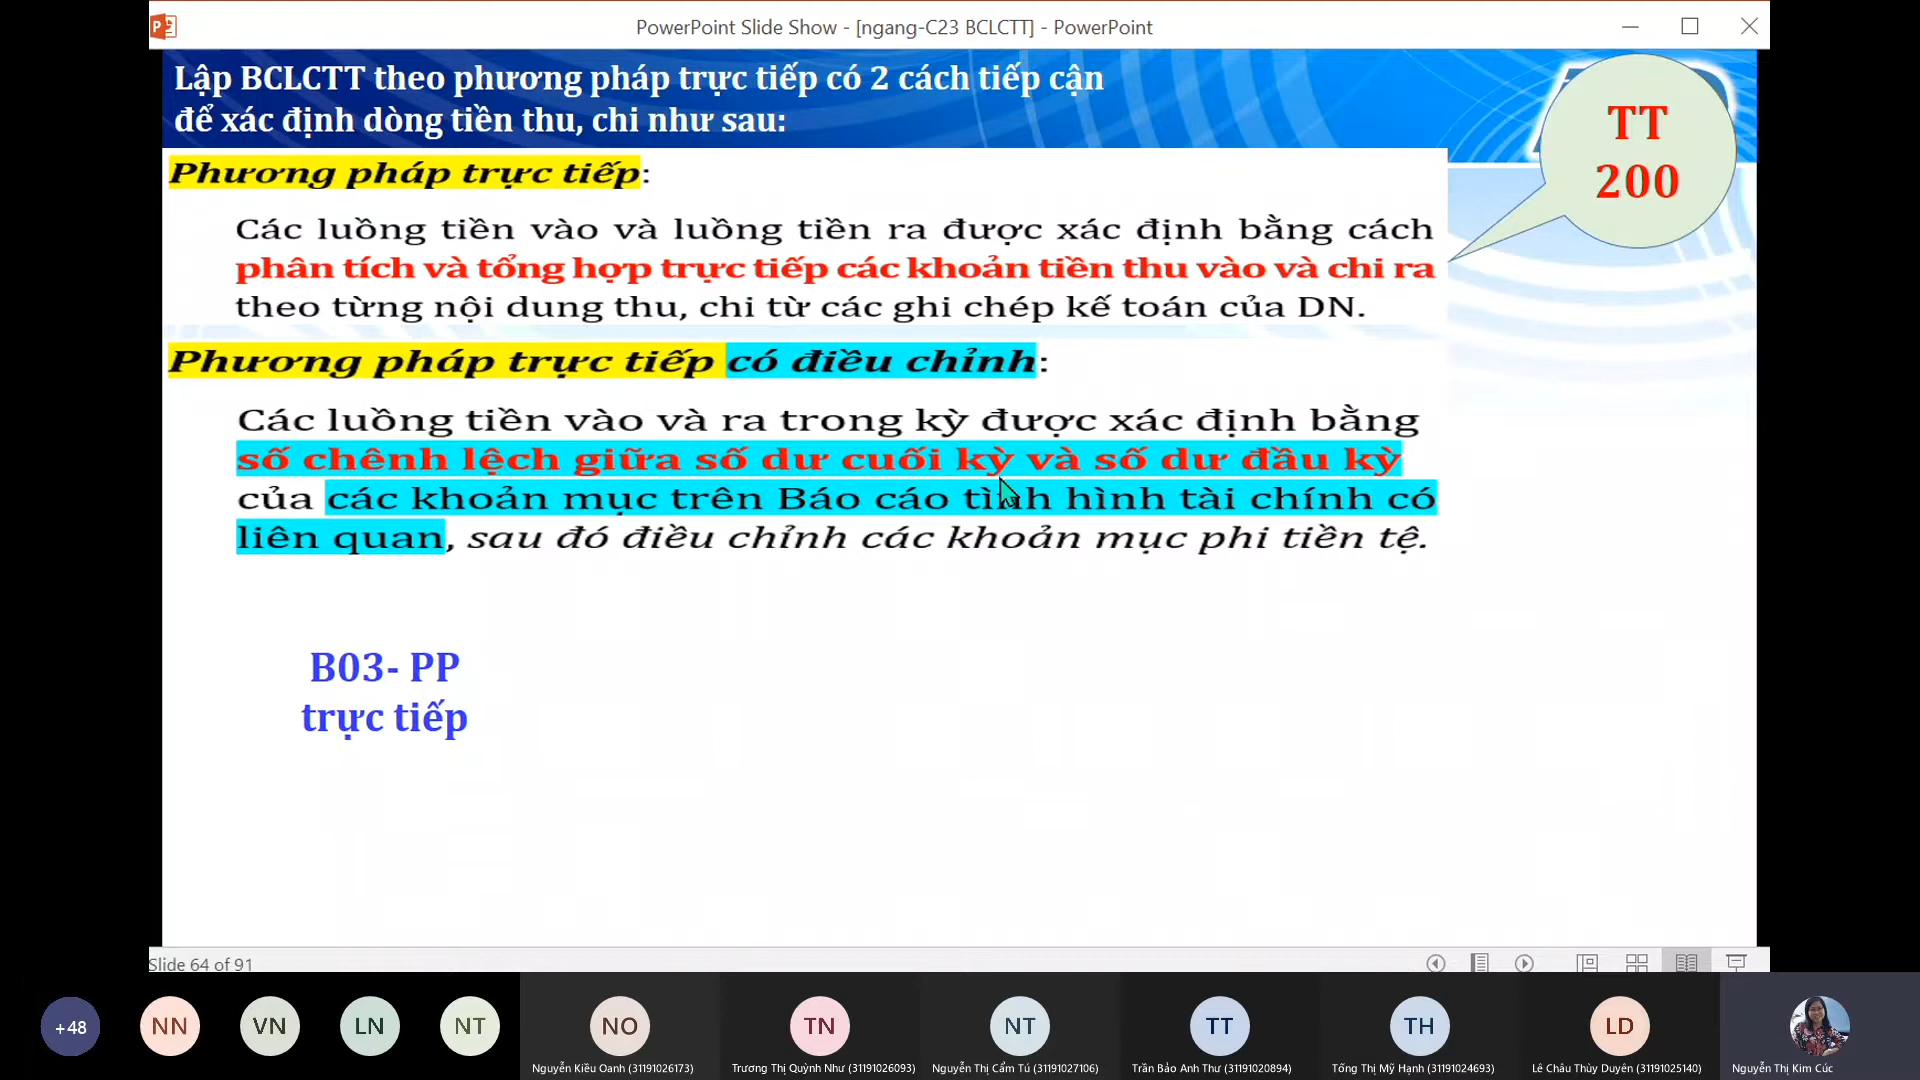 PowerPoint Slide Show - [ngang-C23 BCLCTT] - PowerPoint
Lập BCLCTT theo phương pháp trực tiếp có 2 cách tiếp cận
để xác định dòng tiền thu, chi như sau:
TT
200
Phương pháp trực tiếp:
Các luồng tiền vào và luồng tiền ra được xác định bằng cách
phân tích và tổng hợp trực tiếp các khoản tiền thu vào và chi ra
theo từng nội dung thu, chi từ các ghi chép kế toán của DN.
Phương pháp trực tiếp có điều chỉnh:
Các luồng tiền vào và ra trong kỳ được xác định bằng
số chênh lệch giữa số dư cuối kỳ và số dư đầu kỳ
của các khoản mục trên Báo cáo tình hình tài chính có
liên quan, sau đó điều chỉnh các khoản mục phi tiền tệ.
B03- PP
trực tiếp
Slide 64 of 91
+48
NN
VN
LN
NT
NO
TN
NT
TT
TH
LD
Nguyễn Kiều Oanh (31191026173)
Trương Thị Quỳnh Như (31191026093)
Nguyễn Thị Cẩm Tú (31191027106)
Trần Bảo Anh Thư (31191020894)
Tống Thị Mỹ Hạnh (31191024693)
Lê Châu Thùy Duyên (31191025140)
Nguyễn Thị Kim Cúc